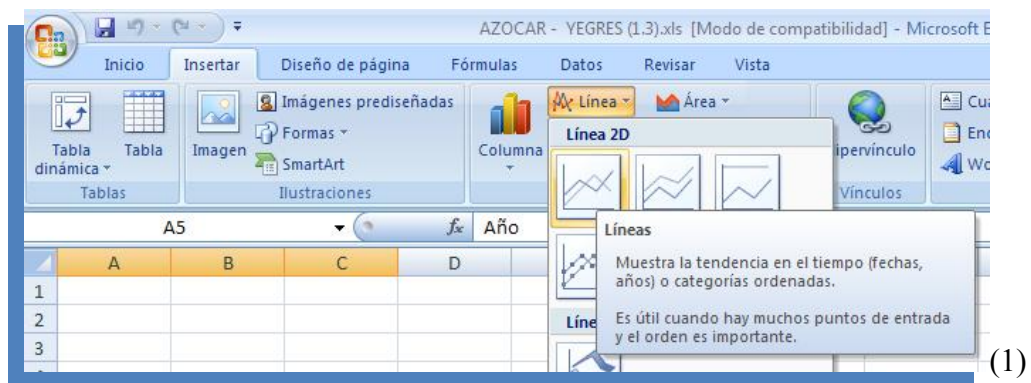 AZOCAR - YEGRES (1.3).xls [Modo de compatibilidad] - Microsoft E
Inicio Insertar Diseño de página Fórmulas Datos Revisar Vista
Tabla dinámica
Tabla
Tablas
Imagen
Imágenes prediseñadas
Formas
SmartArt
Ilustraciones
Columna
Línea
Área
ipervínculo
Vínculos
Cua
Enc
Wo
Línea 2D
A5
fx Año
Líneas
Muestra la tendencia en el tiempo (fechas,
años) o categorías ordenadas.
Es útil cuando hay muchos puntos de entrada
y el orden es importante.
Líne
A B C D
1
2
3
(1)